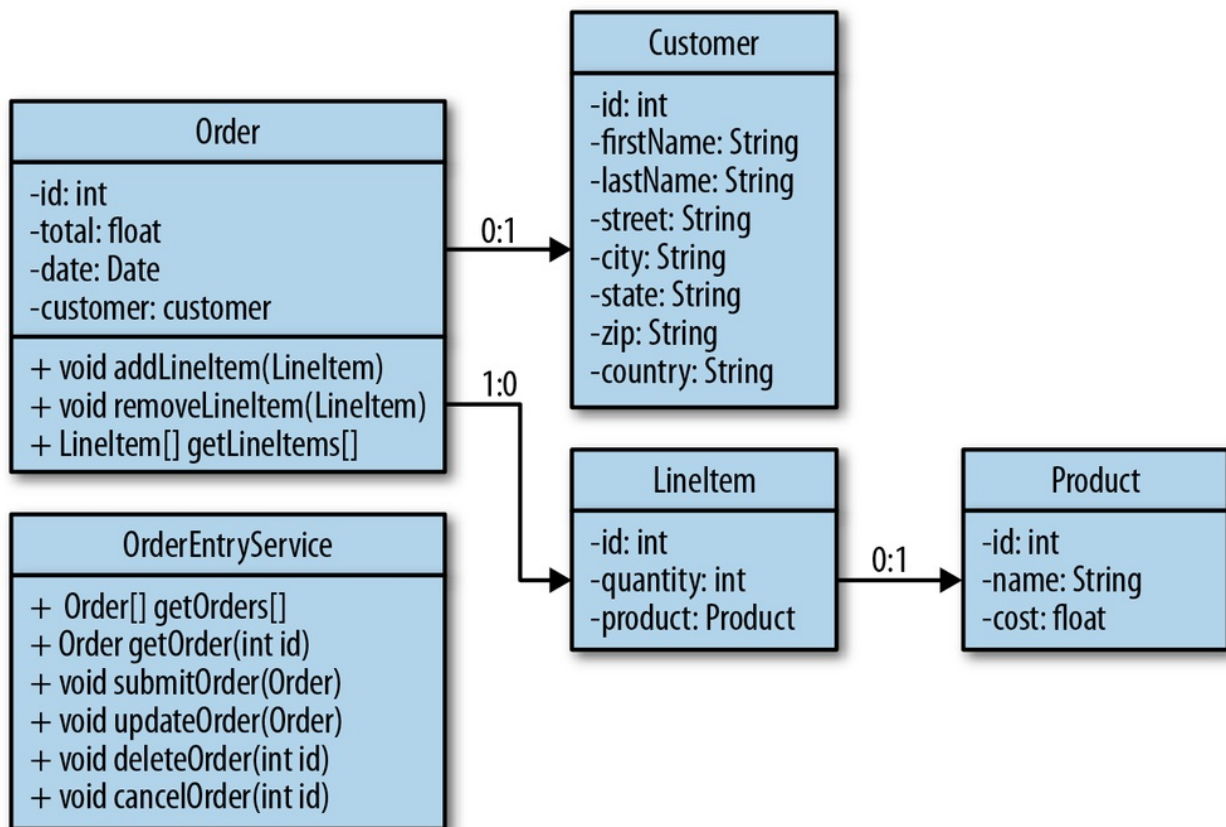 Order
-id: int
-total: float
-date: Date
-customer: customer
+ void addLineItem(LineItem)
+ void removeLineItem(LineItem)
+ LineItem[] getLineItems[]
0:1
1:0
Customer
-id: int
-firstName: String
-lastName: String
-street: String
-city: String
-state: String
-zip: String
-country: String
OrderEntryService
+ Order[] getOrders[]
+ Order getOrder(int id)
+ void submitOrder(Order)
+ void updateOrder(Order)
+ void deleteOrder(int id)
+ void cancelOrder(int id)
LineItem
-id: int
-quantity: int
-product: Product
0:1
Product
-id: int
-name: String
-cost: float